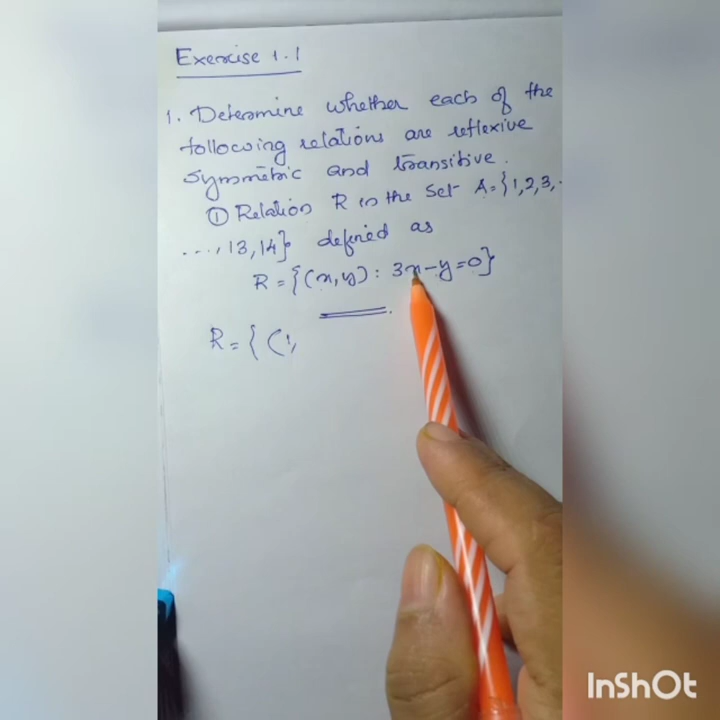 Exercise 1.1
1. Determine whether each of the
following relations are reflexive
symmetric and transitive.
① Relation R in the set A={1,2,3,.
...,13,14} defined as
R={(x,y): 3x-y=0}
R={(1,
InShOt